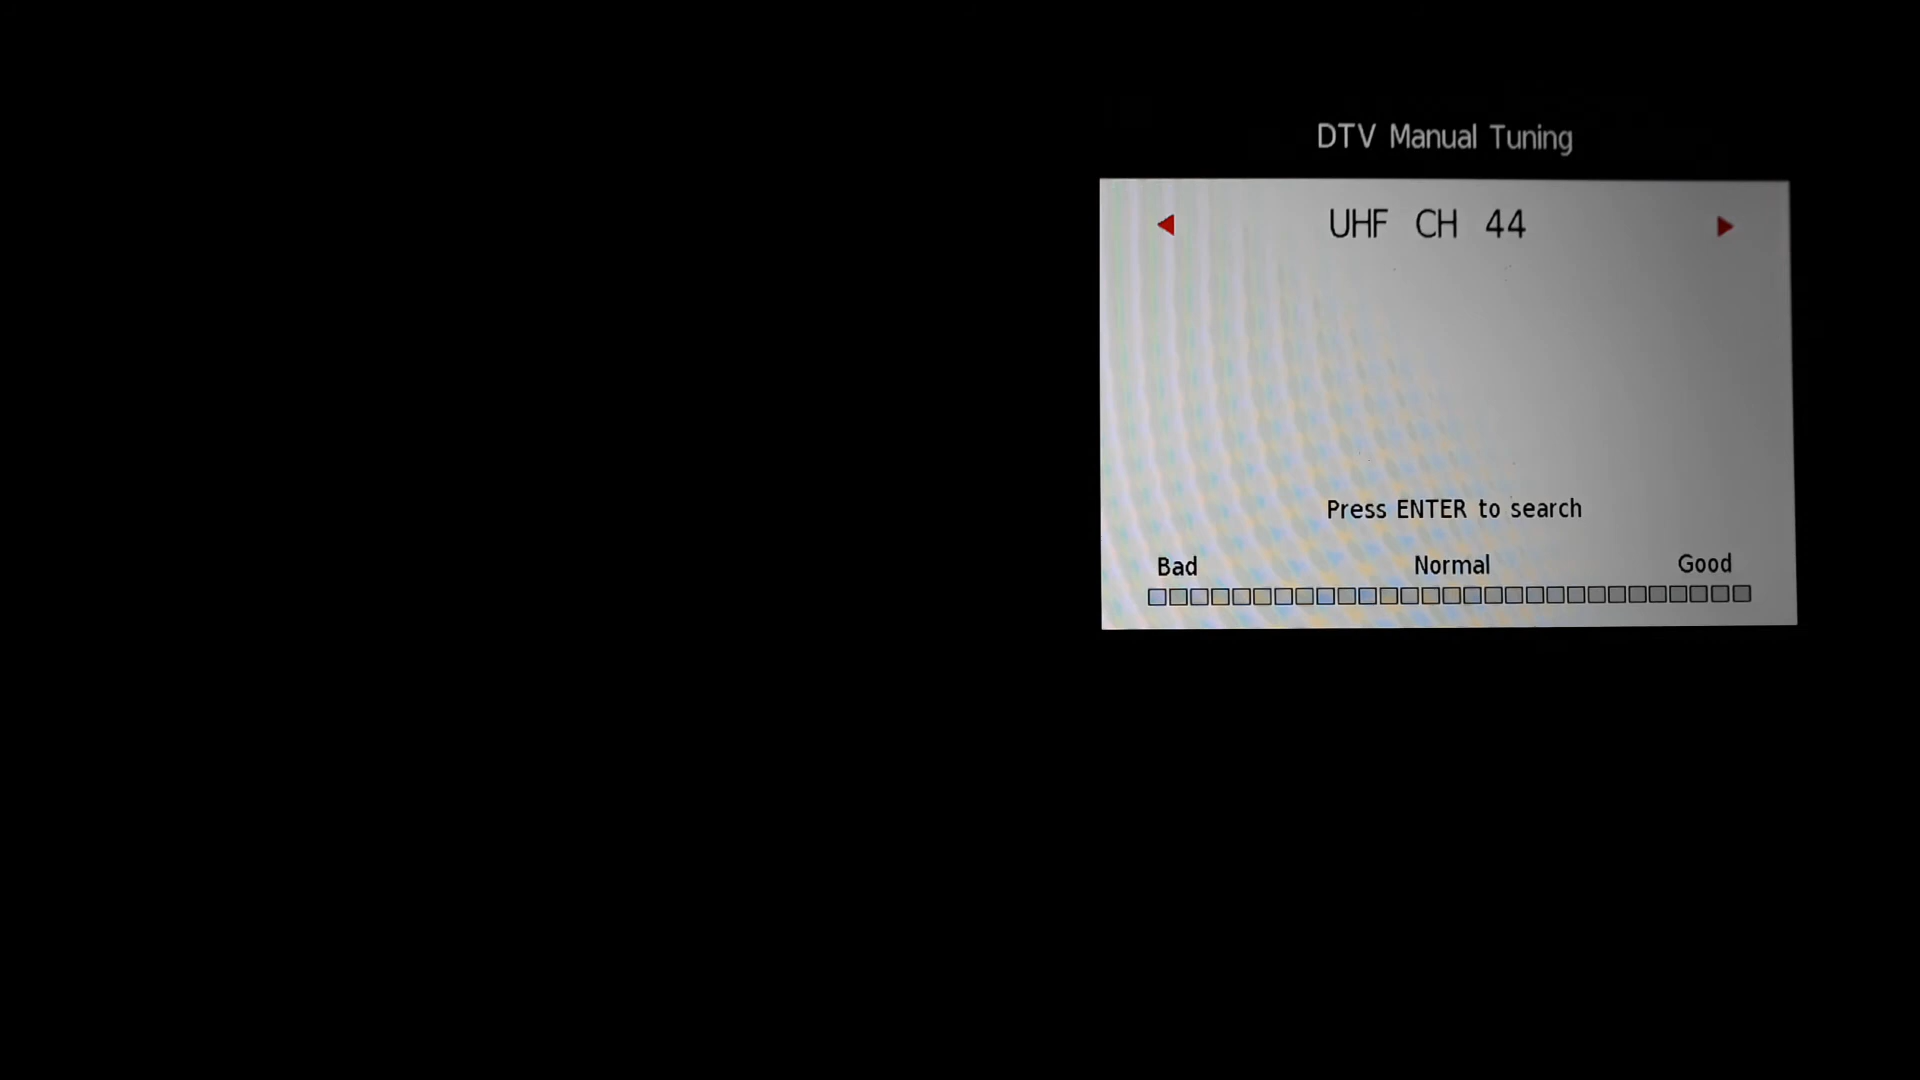 DTV Manual Tuning
UHF CH 44
Press ENTER to search
Bad Normal Good